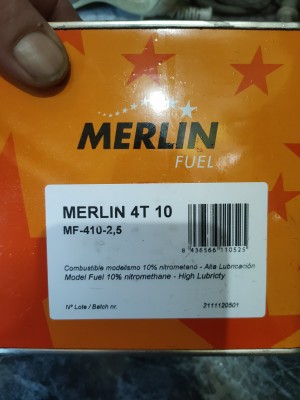 MERLIN
FUEL
MERLIN 4T 10
MF-410-2,5
8 436566 110525
Combustible modelismo 10% nitrometano - Alta Lubricación
Model Fuel 10% nitromethane - High Lubricty
Nº Lote / Batch nr.
2111120501